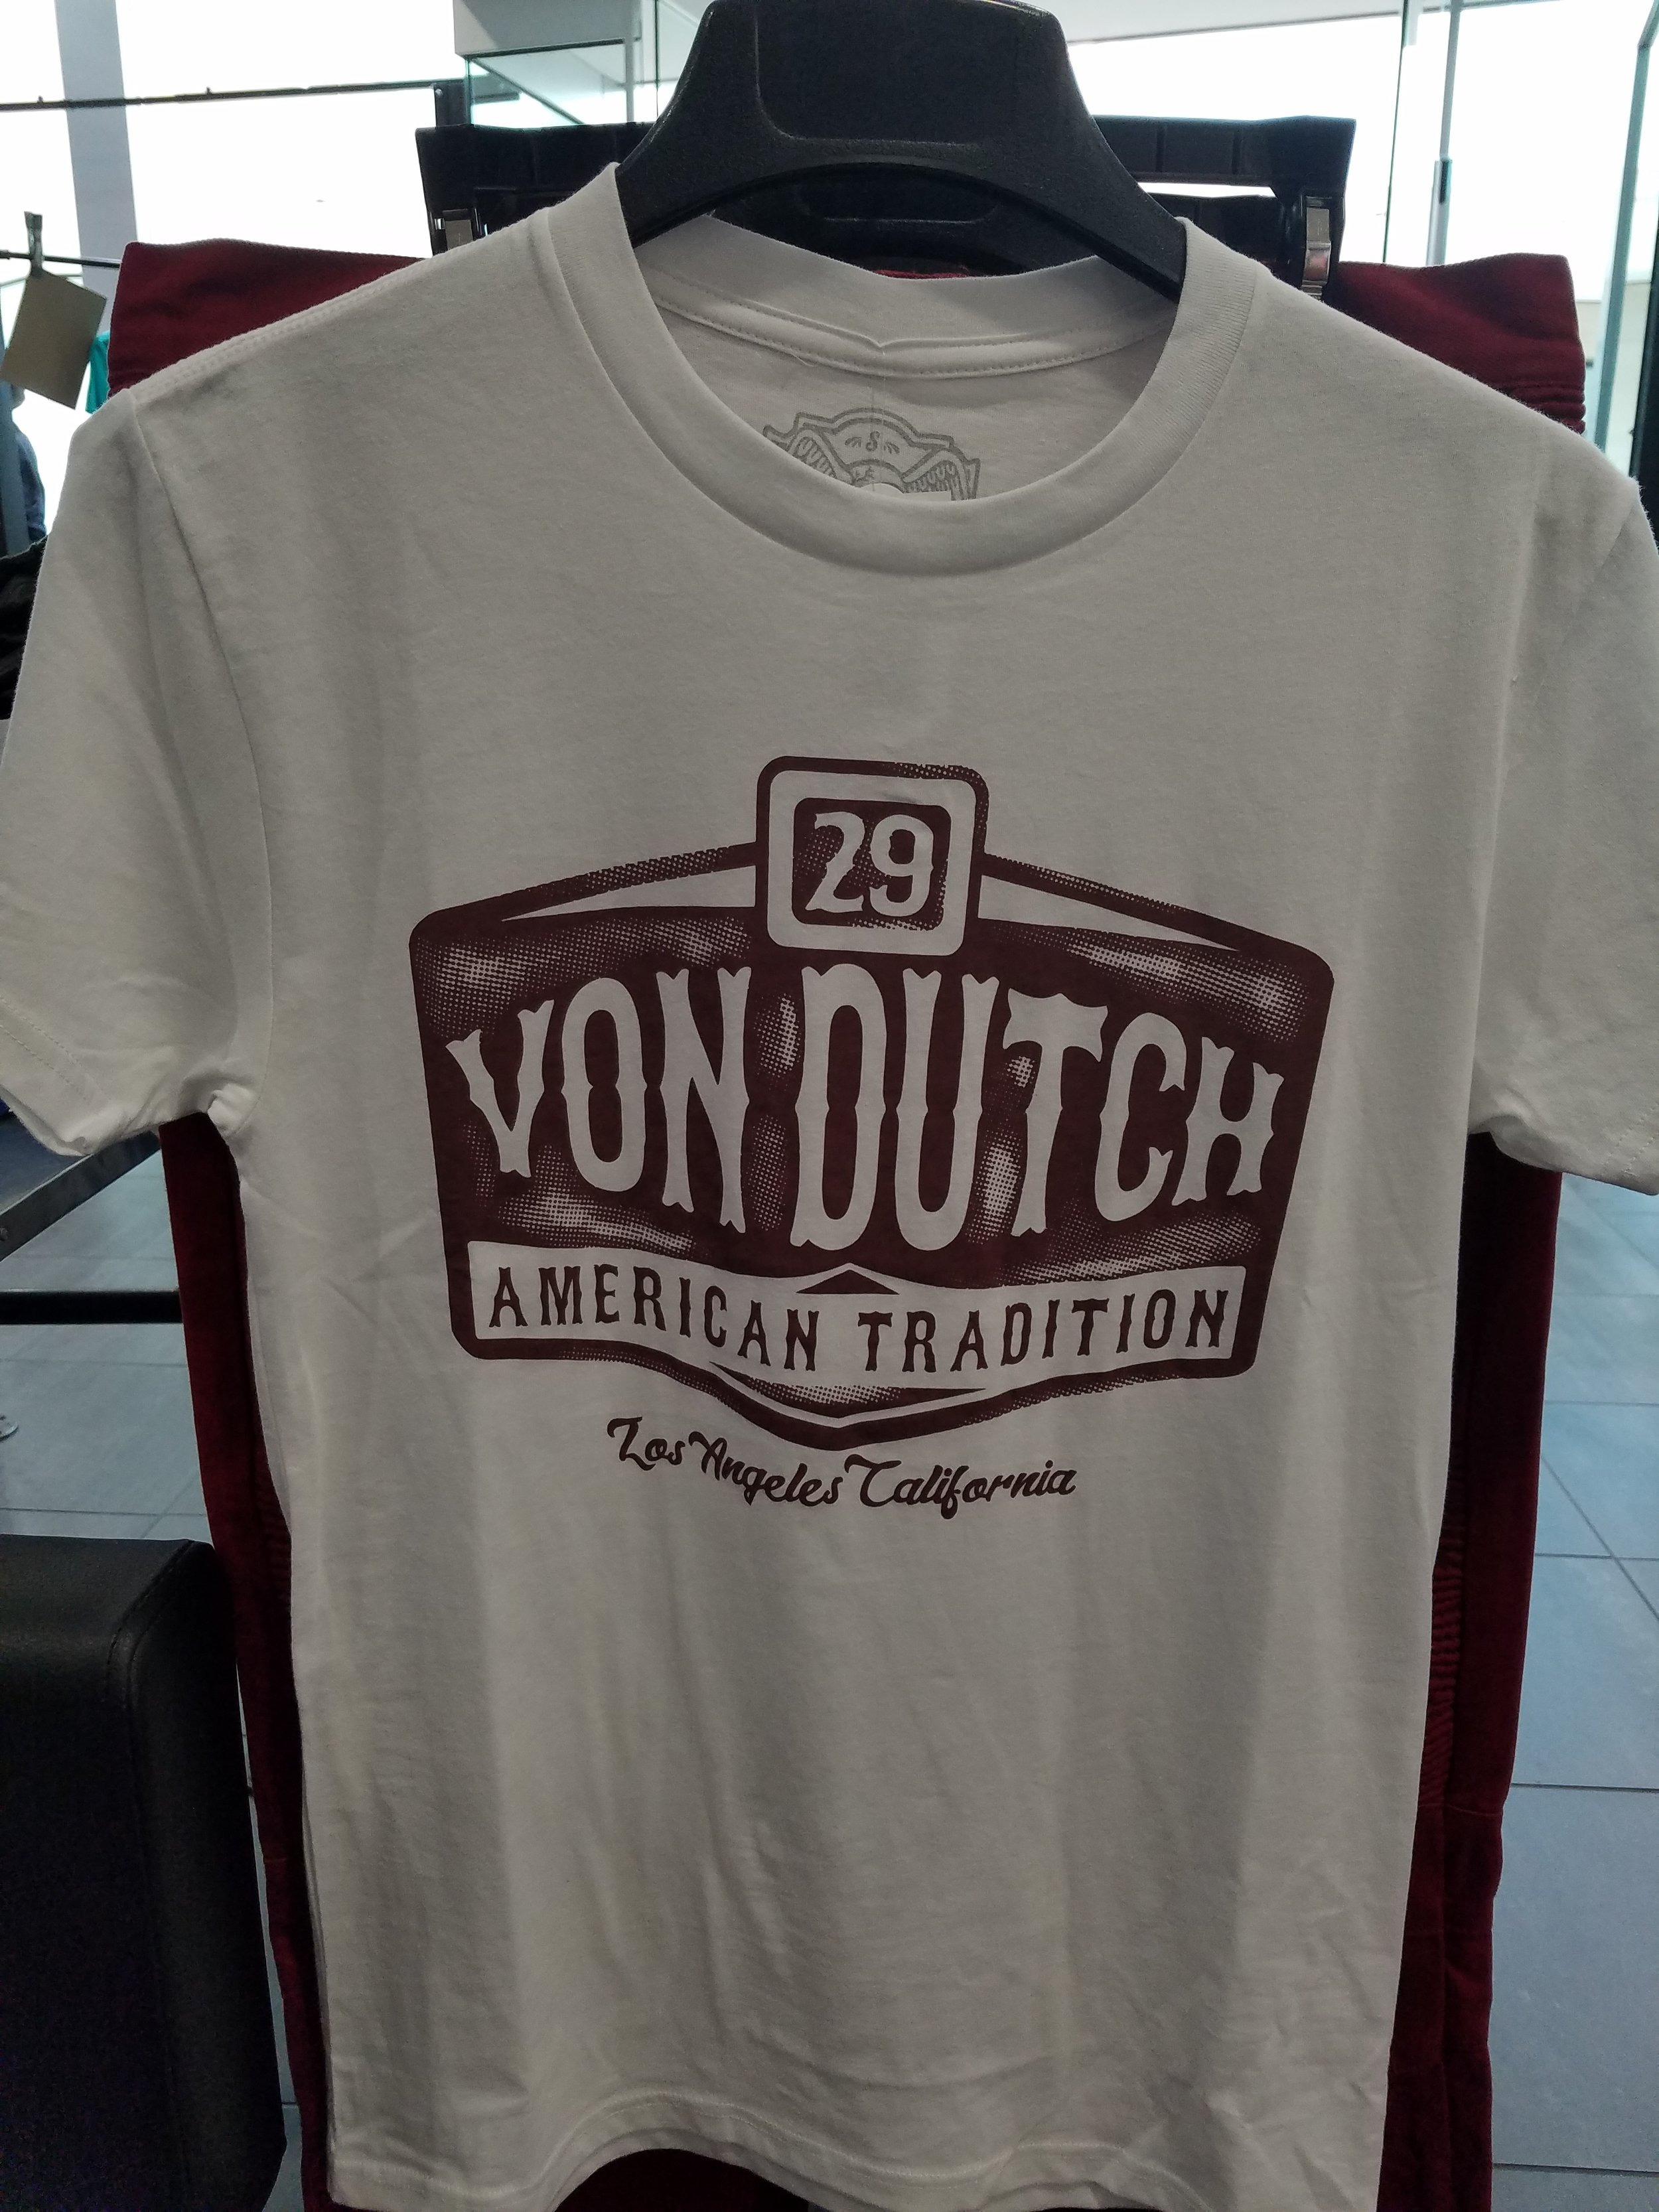 29
VON DUTCH
AMERICAN TRADITION
Los Angeles California